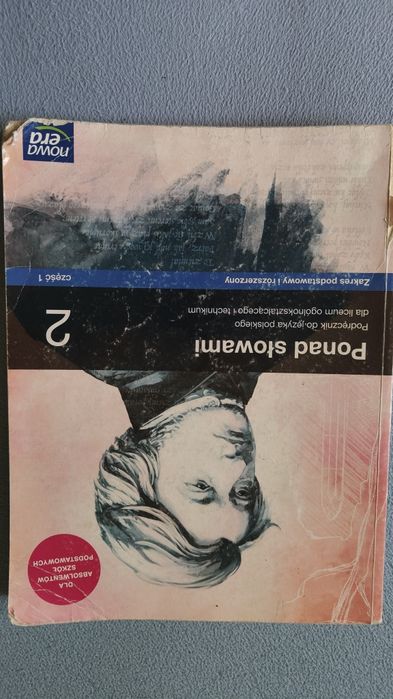 DLA
ABSOLWENTÓW
SZKÓŁ
PODSTAWOWYCH
Ponad słowami
Podręcznik do języka polskiego
dla liceum ogólnokształcącego i technikum
2
Zakres podstawowy i rozszerzony
część 1
nowa
era